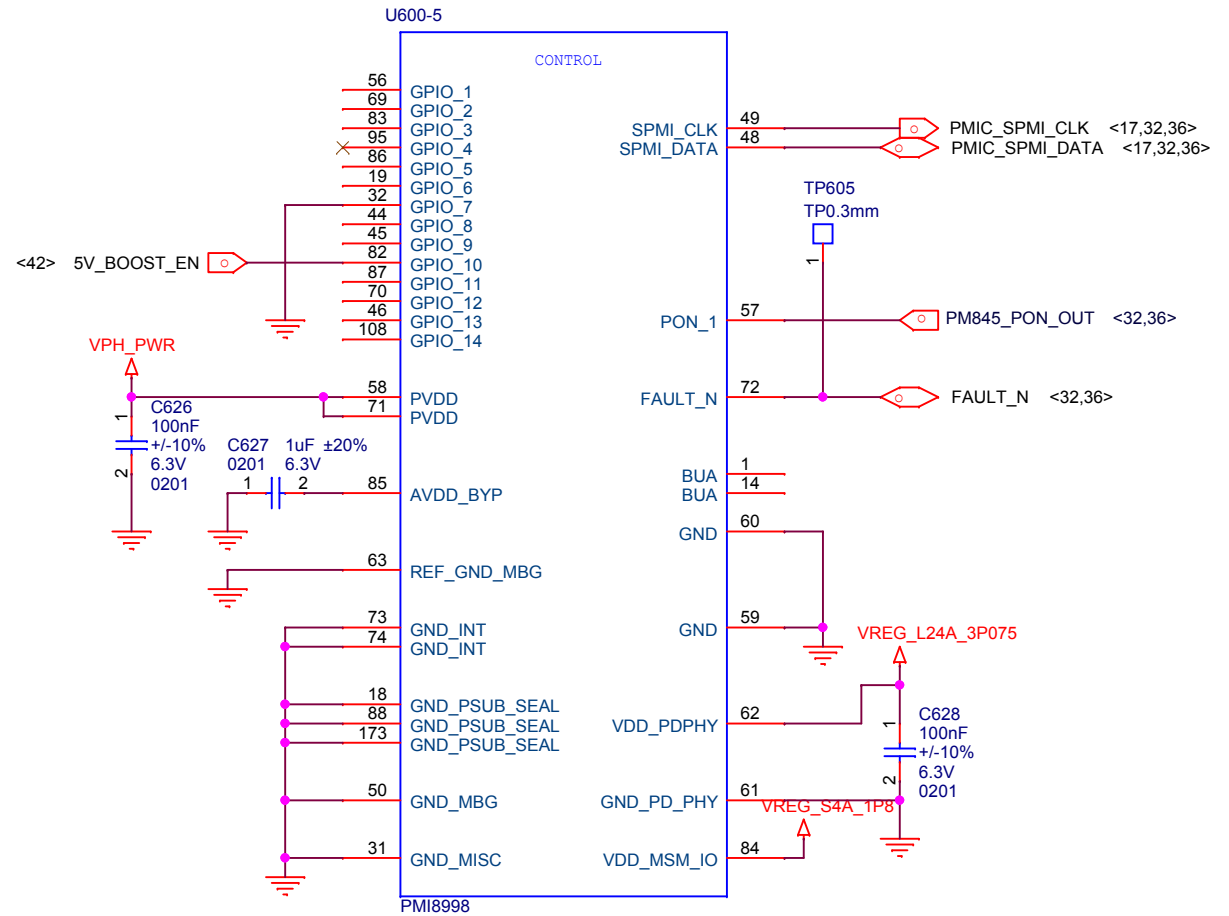 U600-5
CONTROL
56 GPIO_1
69 GPIO_2
83 GPIO_3
95 GPIO_4
86 GPIO_5
19 GPIO_6
32 GPIO_7
44 GPIO_8
45 GPIO_9
82 GPIO_10
87 GPIO_11
70 GPIO_12
46 GPIO_13
108 GPIO_14
<42> 5V_BOOST_EN
VPH_PWR
58 PVDD
71 PVDD
1
C626
100nF
+/-10%
6.3V
0201
2
C627 1uF ±20%
0201 6.3V
1 2
85 AVDD_BYP
63 REF_GND_MBG
73 GND_INT
74 GND_INT
18 GND_PSUB_SEAL
88 GND_PSUB_SEAL
173 GND_PSUB_SEAL
50 GND_MBG
31 GND_MISC
SPMI_CLK 49 PMIC_SPMI_CLK <17,32,36>
SPMI_DATA 48 PMIC_SPMI_DATA <17,32,36>
TP605
TP0.3mm
1
PON_1 57 PM845_PON_OUT <32,36>
FAULT_N 72 FAULT_N <32,36>
BUA 1
BUA 14
GND 60
GND 59
VREG_L24A_3P075
VDD_PDPHY 62
1
C628
100nF
+/-10%
6.3V
0201
2
GND_PD_PHY 61
VREG_S4A_1P8
VDD_MSM_IO 84
PMI8998